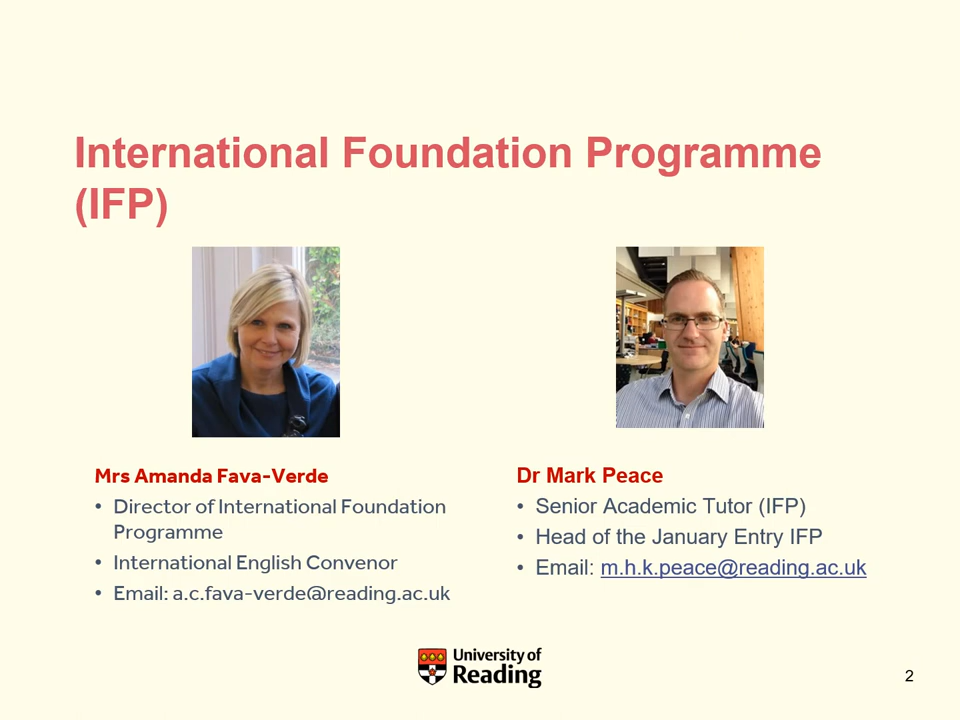 International Foundation Programme
(IFP)
Mrs Amanda Fava-Verde
• Director of International Foundation
Programme
• International English Convenor
• Email: a.c.fava-verde@reading.ac.uk
Dr Mark Peace
• Senior Academic Tutor (IFP)
• Head of the January Entry IFP
• Email: m.h.k.peace@reading.ac.uk
University of
Reading
2